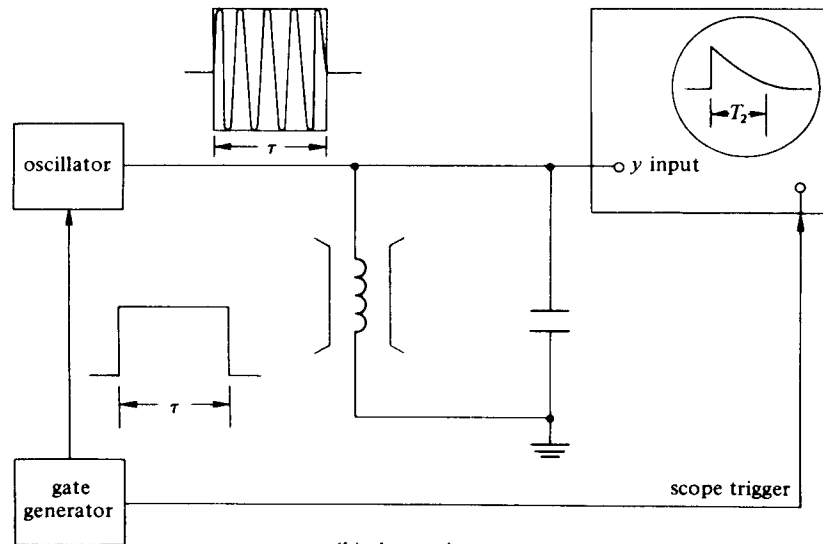 τ
T₂
oscillator
y input
τ
gate
generator
scope trigger